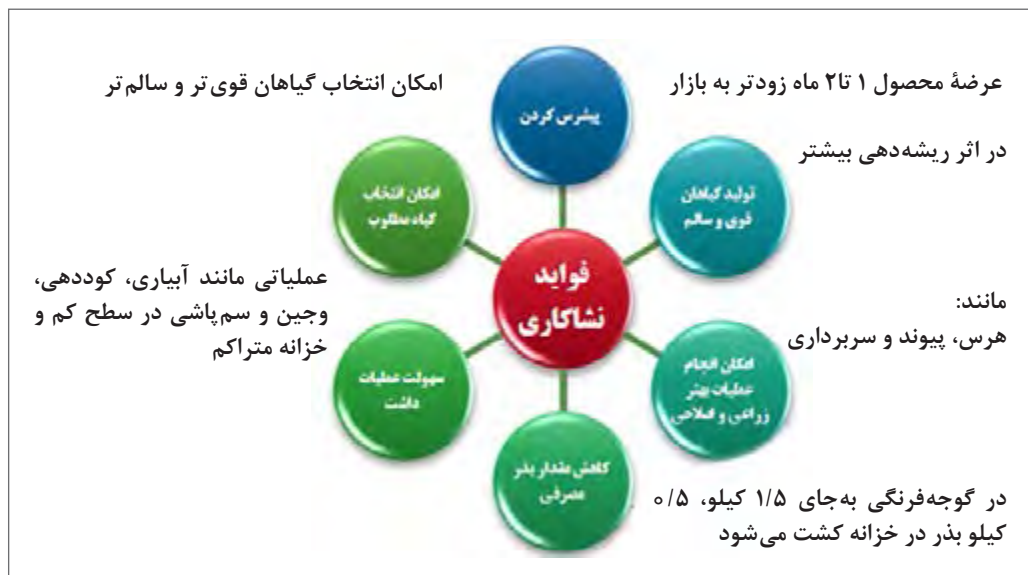 عرضهٔ محصول ۱ تا۲ ماه زودتر به بازار
پیشرس کردن
امکان انتخاب گیاهان قوی‌تر و سالم‌تر
در اثر ریشه‌دهی بیشتر
تولید گیاهان
قوی و سالم
امکان انتخاب
گیاه مطلوب
فواید
نشاکاری
مانند:
هرس، پیوند و سربرداری
امکان انجام
عملیات بهتر
زراعی و اصلاحی
عملیاتی مانند آبیاری، کوددهی،
وجین و سم‌پاشی در سطح کم و
خزانه متراکم
سهولت عملیات
داشت
کاهش مقدار بذر
مصرفی
در گوجه‌فرنگی به‌جای ۱/۵ کیلو، ۰/۵
کیلو بذر در خزانه کشت می‌شود